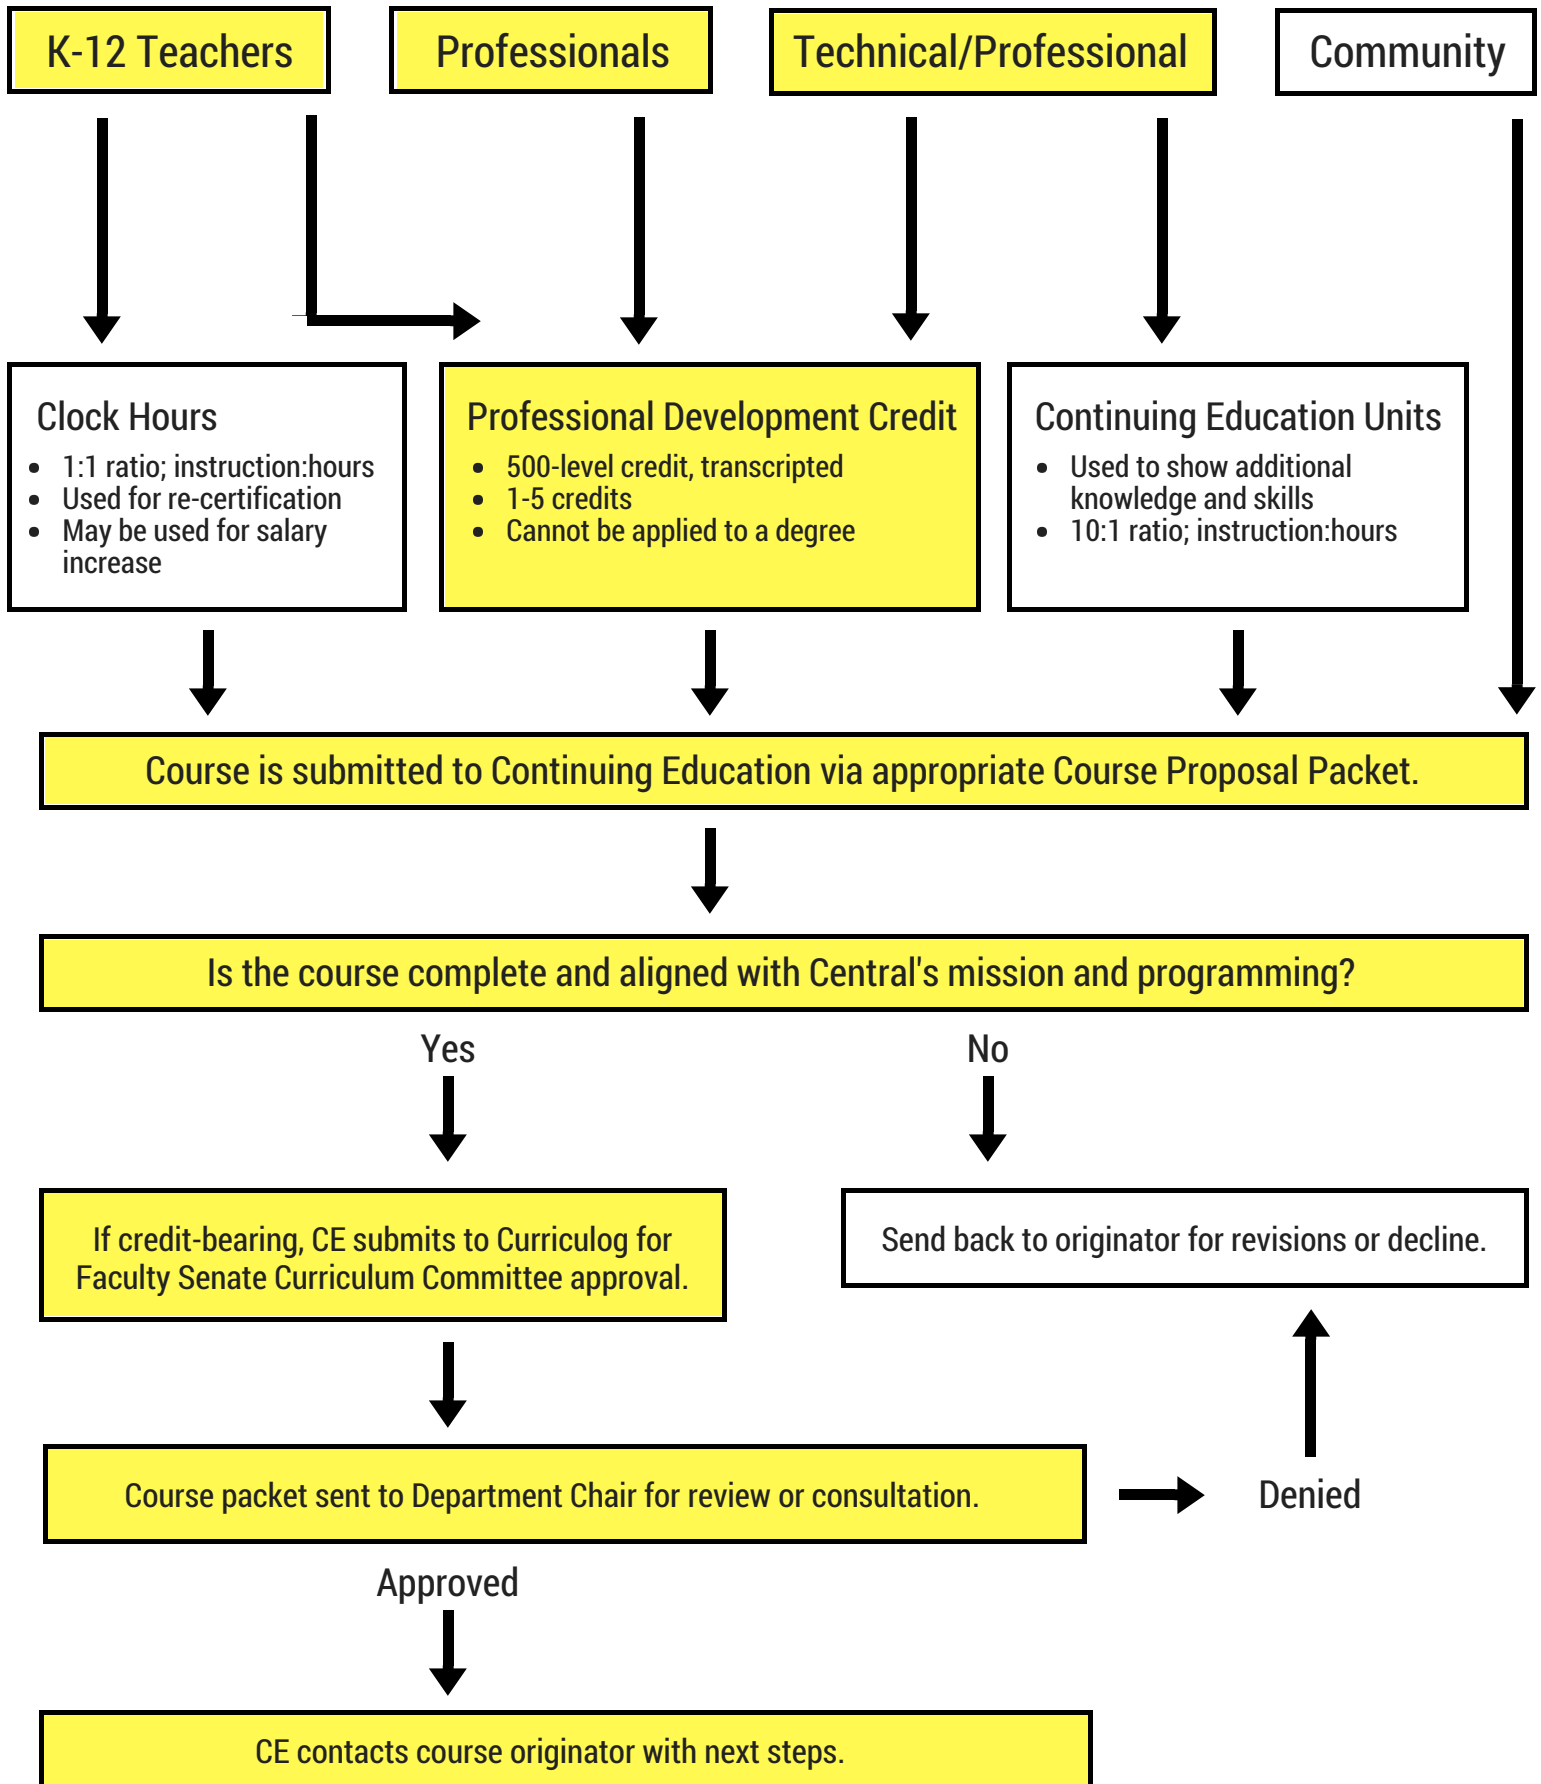 K-12 Teachers
Professionals
Technical/Professional
Community
Clock Hours
• 1:1 ratio; instruction:hours
• Used for re-certification
• May be used for salary
increase
Professional Development Credit
• 500-level credit, transcripted
• 1-5 credits
• Cannot be applied to a degree
Continuing Education Units
• Used to show additional
knowledge and skills
• 10:1 ratio; instruction:hours
Course is submitted to Continuing Education via appropriate Course Proposal Packet.
Is the course complete and aligned with Central's mission and programming?
Yes
No
If credit-bearing, CE submits to Curriculog for
Faculty Senate Curriculum Committee approval.
Send back to originator for revisions or decline.
Course packet sent to Department Chair for review or consultation.
Denied
Approved
CE contacts course originator with next steps.